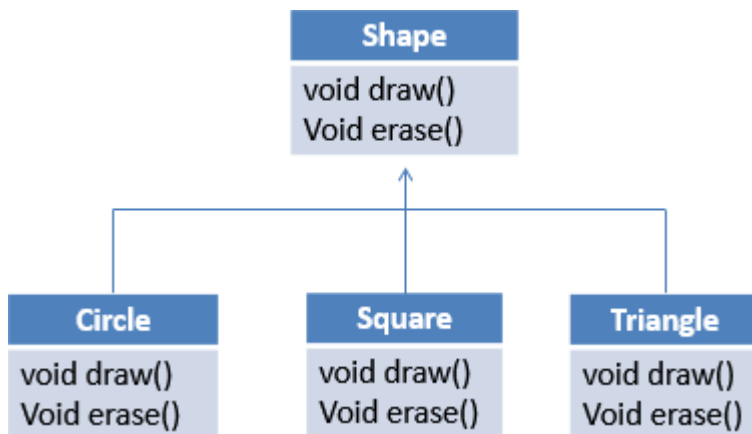 Shape
void draw()
Void erase()
Circle
void draw()
Void erase()
Square
void draw()
Void erase()
Triangle
void draw()
Void erase()